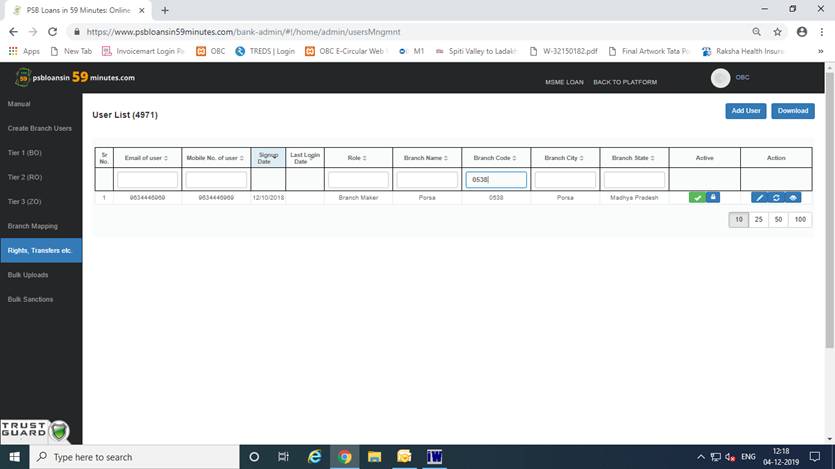 PSB Loans in 59 Minutes: Online
https://www.psbloansin59minutes.com/bank-admin/#!/home/admin/usersMngmnt
Apps New Tab Invoicemart Login Pa OBC TREDS | Login OBC E-Circular Web M1 Spiti Valley to Ladakh W-32150182.pdf Final Artwork Tata Po Raksha Health Insur
psbloansin 59 minutes.com
MSME LOAN BACK TO PLATFORM OBC
Manual
Create Branch Users
Tier 1 (BO)
Tier 2 (RO)
Tier 3 (ZO)
Branch Mapping
Rights, Transfers etc.
Bulk Uploads
Bulk Sanctions
User List (4971)
Add User Download
Sr No. Email of user Mobile No. of user Signup Date Last Login Date Role Branch Name Branch Code Branch City Branch State Active Action
0538
1 9634446969 9634446969 12/10/2018 Branch Maker Porsa 0538 Porsa Madhya Pradesh
10 25 50 100
TRUST
GUARD
Type here to search
ENG
12:18
04-12-2019